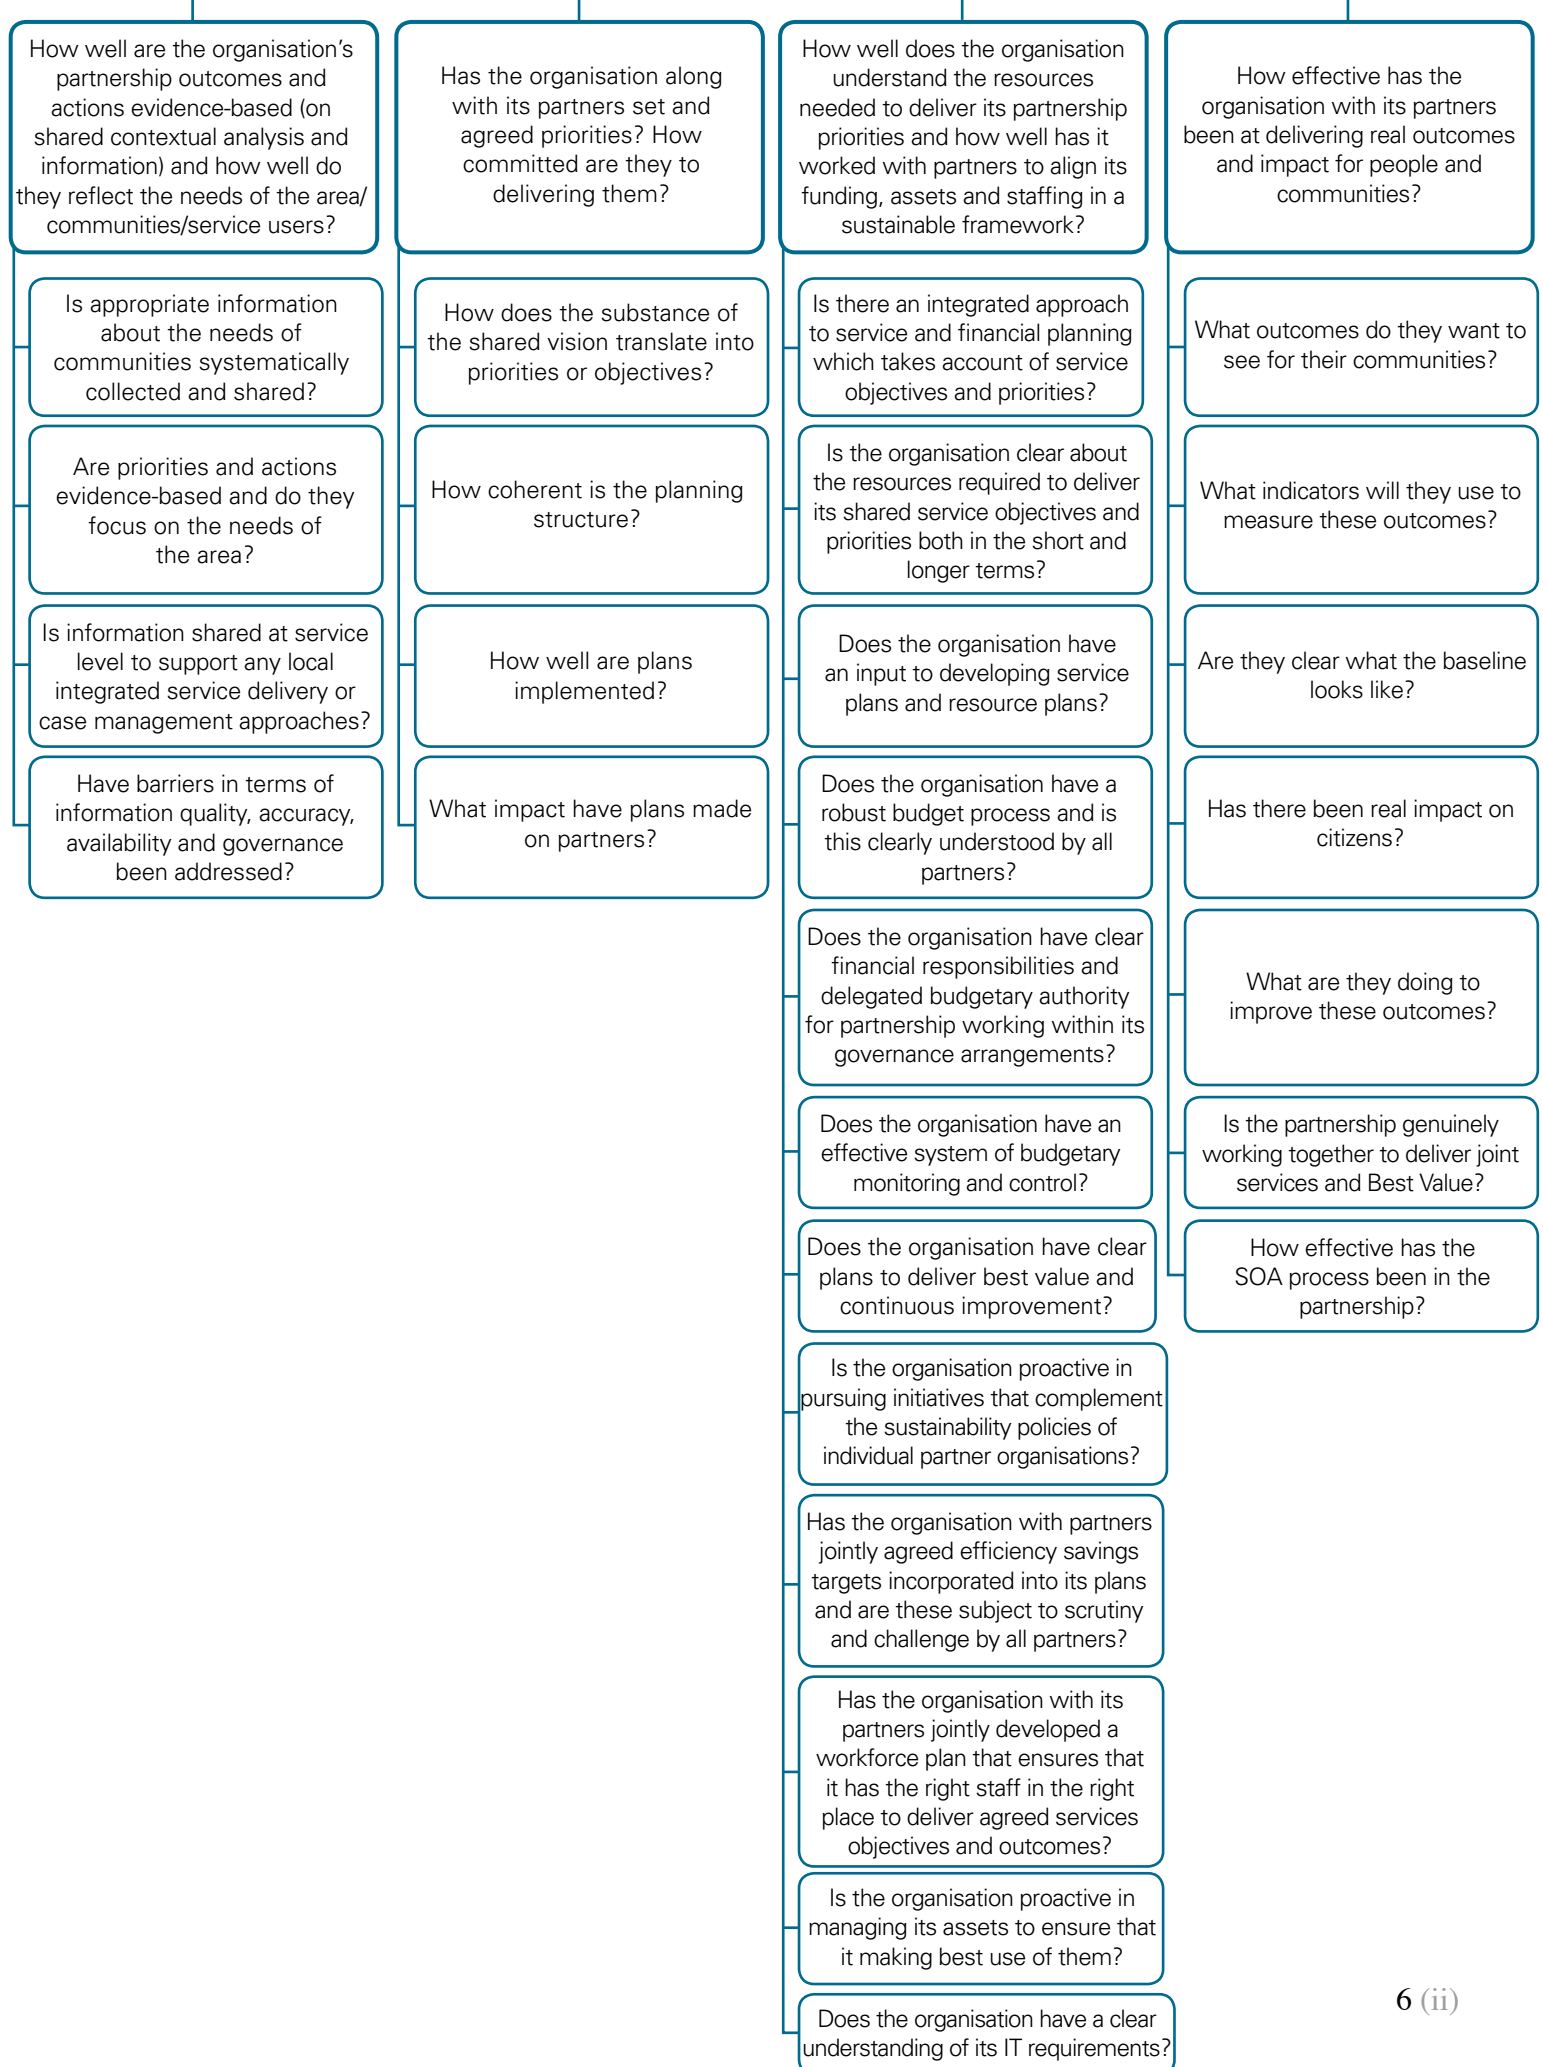 How well are the organisation’s
partnership outcomes and
actions evidence-based (on
shared contextual analysis and
information) and how well do
they reflect the needs of the area/
communities/service users?
Is appropriate information
about the needs of
communities systematically
collected and shared?
Are priorities and actions
evidence-based and do they
focus on the needs of
the area?
Is information shared at service
level to support any local
integrated service delivery or
case management approaches?
Have barriers in terms of
information quality, accuracy,
availability and governance
been addressed?
Has the organisation along
with its partners set and
agreed priorities? How
committed are they to
delivering them?
How does the substance of
the shared vision translate into
priorities or objectives?
How coherent is the planning
structure?
How well are plans
implemented?
What impact have plans made
on partners?
How well does the organisation
understand the resources
needed to deliver its partnership
priorities and how well has it
worked with partners to align its
funding, assets and staffing in a
sustainable framework?
Is there an integrated approach
to service and financial planning
which takes account of service
objectives and priorities?
Is the organisation clear about
the resources required to deliver
its shared service objectives and
priorities both in the short and
longer terms?
Does the organisation have
an input to developing service
plans and resource plans?
Does the organisation have a
robust budget process and is
this clearly understood by all
partners?
Does the organisation have clear
financial responsibilities and
delegated budgetary authority
for partnership working within its
governance arrangements?
Does the organisation have an
effective system of budgetary
monitoring and control?
Does the organisation have clear
plans to deliver best value and
continuous improvement?
Is the organisation proactive in
pursuing initiatives that complement
the sustainability policies of
individual partner organisations?
Has the organisation with partners
jointly agreed efficiency savings
targets incorporated into its plans
and are these subject to scrutiny
and challenge by all partners?
Has the organisation with its
partners jointly developed a
workforce plan that ensures that
it has the right staff in the right
place to deliver agreed services
objectives and outcomes?
Is the organisation proactive in
managing its assets to ensure that
it making best use of them?
Does the organisation have a clear
understanding of its IT requirements?
How effective has the
organisation with its partners
been at delivering real outcomes
and impact for people and
communities?
What outcomes do they want to
see for their communities?
What indicators will they use to
measure these outcomes?
Are they clear what the baseline
looks like?
Has there been real impact on
citizens?
What are they doing to
improve these outcomes?
Is the partnership genuinely
working together to deliver joint
services and Best Value?
How effective has the
SOA process been in the
partnership?
6 (ii)